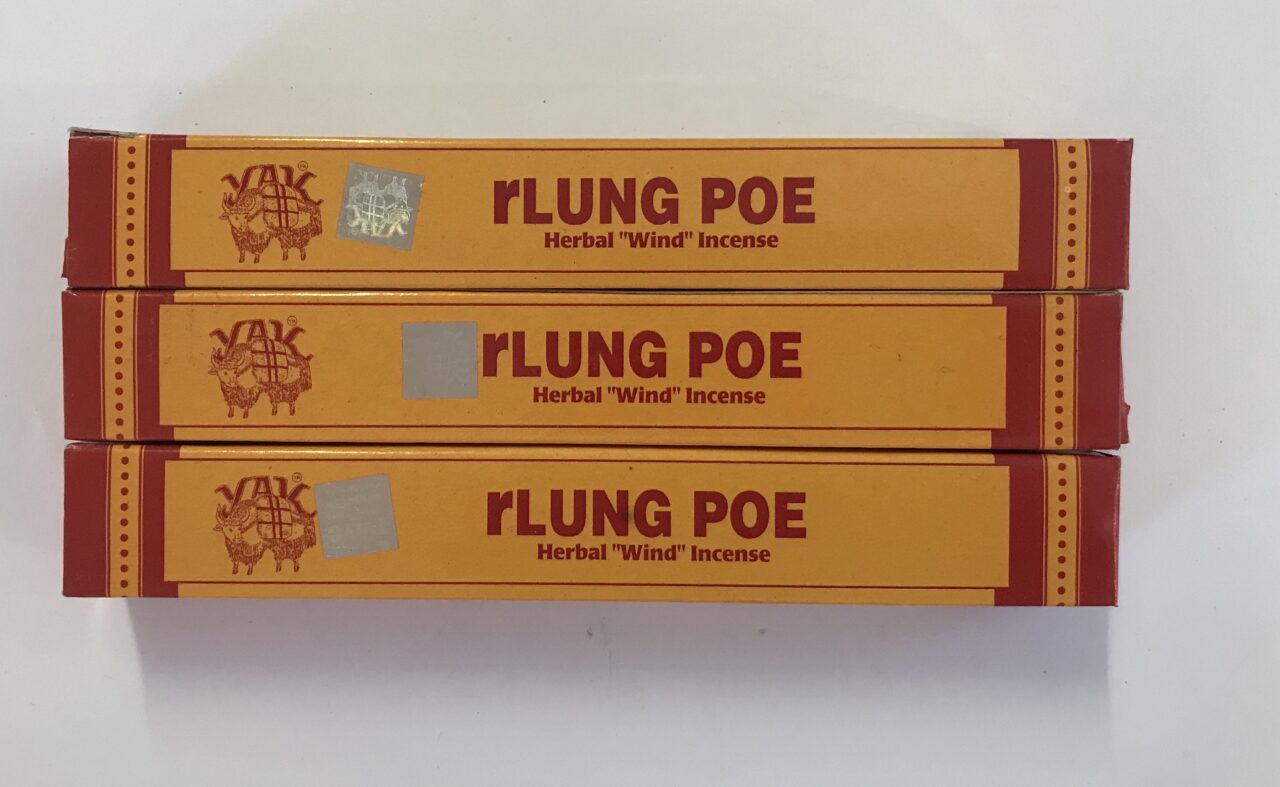 YAK
rLUNG POE
Herbal "Wind" Incense
YAK
rLUNG POE
Herbal "Wind" Incense
YAK
rLUNG POE
Herbal "Wind" Incense